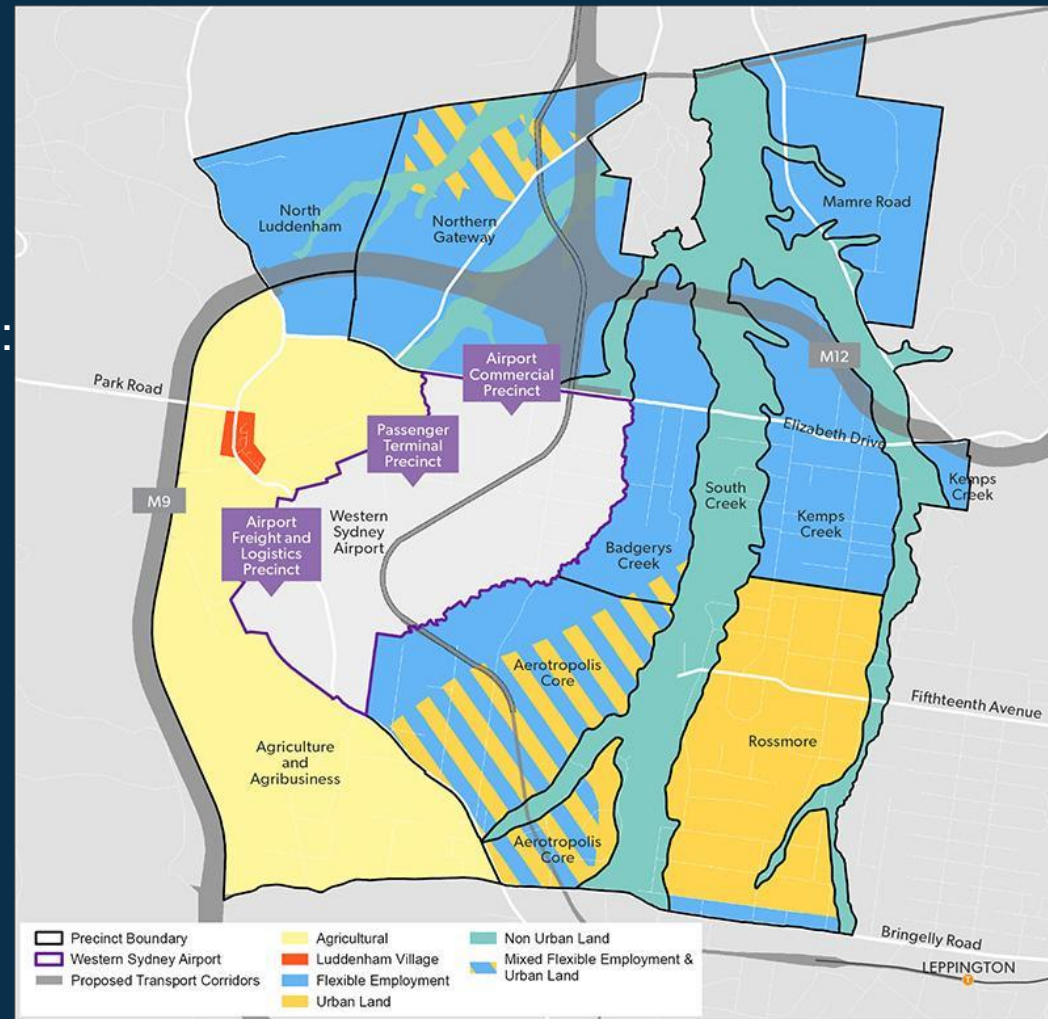 :
North
Luddenham
Northern
Gateway
Mamre Road
M12
Park Road
Airport
Commercial
Precinct
Passenger
Terminal
Precinct
Elizabeth Drive
Kemps
Creek
M9
South
Creek
Kemps
Creek
Airport
Freight and
Logistics
Precinct
Western
Sydney
Airport
Badgerys
Creek
Aerotropolis
Core
Fifthteenth Avenue
Rossmore
Agriculture
and
Agribusiness
Aerotropolis
Core
Bringelly Road
LEPPINGTON
T
Precinct Boundary
Western Sydney Airport
Proposed Transport Corridors
Agricultural
Luddenham Village
Flexible Employment
Urban Land
Non Urban Land
Mixed Flexible Employment &
Urban Land